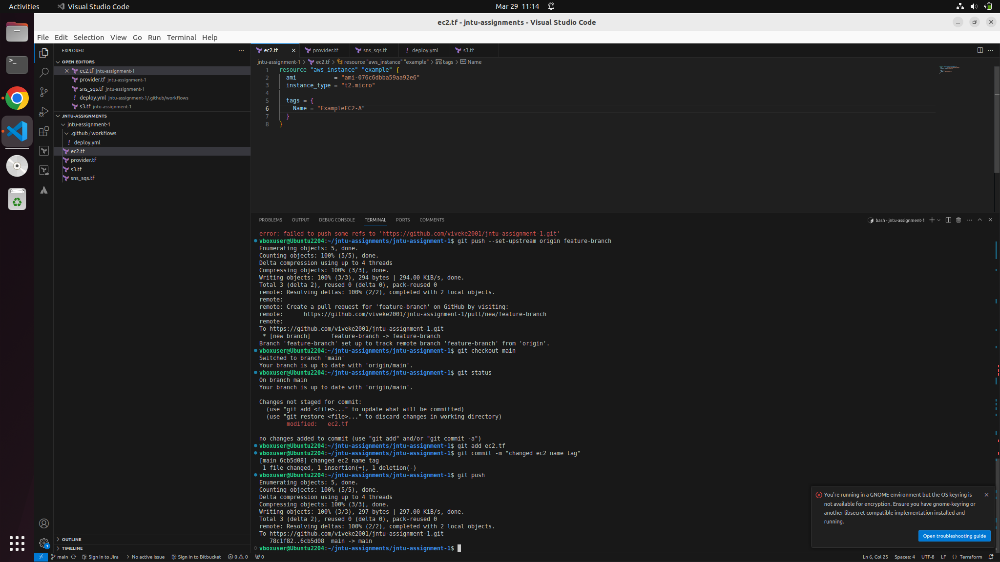 Activities
Visual Studio Code
Mar 29 11:14
ec2.tf - jntu-assignments - Visual Studio Code
File Edit Selection View Go Run Terminal Help
EXPLORER
OPEN EDITORS
ec2.tf jntu-assignment-1
provider.tf jntu-assignment-1
sns_sqs.tf jntu-assignment-1
! deploy.yml jntu-assignment-1/.github/workflows
s3.tf jntu-assignment-1
JNTU-ASSIGNMENTS
jntu-assignment-1
.github / workflows
! deploy.yml
ec2.tf
provider.tf
s3.tf
sns_sqs.tf
OUTLINE
TIMELINE
ec2.tf
provider.tf
sns_sqs.tf
! deploy.yml
s3.tf
jntu-assignment-1 > ec2.tf > resource "aws_instance" "example" > tags > Name
1 resource "aws_instance" "example" {
2 ami           = "ami-076c6dbba59aa92e6"
3 instance_type = "t2.micro"
4
5 tags = {
6 Name = "ExampleEC2-A"
7 }
8 }
PROBLEMS OUTPUT DEBUG CONSOLE TERMINAL PORTS COMMENTS
bash - jntu-assignment-1
error: failed to push some refs to 'https://github.com/viveke2001/jntu-assignment-1.git'
vboxuser@Ubuntu2204:~/jntu-assignments/jntu-assignment-1$ git push --set-upstream origin feature-branch
Enumerating objects: 5, done.
Counting objects: 100% (5/5), done.
Delta compression using up to 4 threads
Compressing objects: 100% (3/3), done.
Writing objects: 100% (3/3), 294 bytes | 294.00 KiB/s, done.
Total 3 (delta 2), reused 0 (delta 0), pack-reused 0
remote: Resolving deltas: 100% (2/2), completed with 2 local objects.
remote:
remote: Create a pull request for 'feature-branch' on GitHub by visiting:
remote:      https://github.com/viveke2001/jntu-assignment-1/pull/new/feature-branch
remote:
To https://github.com/viveke2001/jntu-assignment-1.git
* [new branch]      feature-branch -> feature-branch
Branch 'feature-branch' set up to track remote branch 'feature-branch' from 'origin'.
vboxuser@Ubuntu2204:~/jntu-assignments/jntu-assignment-1$ git checkout main
Switched to branch 'main'
Your branch is up to date with 'origin/main'.
vboxuser@Ubuntu2204:~/jntu-assignments/jntu-assignment-1$ git status
On branch main
Your branch is up to date with 'origin/main'.
Changes not staged for commit:
(use "git add <file>..." to update what will be committed)
(use "git restore <file>..." to discard changes in working directory)
modified:   ec2.tf
no changes added to commit (use "git add" and/or "git commit -a")
vboxuser@Ubuntu2204:~/jntu-assignments/jntu-assignment-1$ git add ec2.tf
vboxuser@Ubuntu2204:~/jntu-assignments/jntu-assignment-1$ git commit -m "changed ec2 name tag"
[main 6cb5d08] changed ec2 name tag
1 file changed, 1 insertion(+), 1 deletion(-)
vboxuser@Ubuntu2204:~/jntu-assignments/jntu-assignment-1$ git push
Enumerating objects: 5, done.
Counting objects: 100% (5/5), done.
Delta compression using up to 4 threads
Compressing objects: 100% (3/3), done.
Writing objects: 100% (3/3), 297 bytes | 297.00 KiB/s, done.
Total 3 (delta 2), reused 0 (delta 0), pack-reused 0
remote: Resolving deltas: 100% (2/2), completed with 2 local objects.
To https://github.com/viveke2001/jntu-assignment-1.git
78c1f82..6cb5d08  main -> main
vboxuser@Ubuntu2204:~/jntu-assignments/jntu-assignment-1$
You're running in a GNOME environment but the OS keyring is
not available for encryption. Ensure you have gnome-keyring or
another libsecret compatible implementation installed and
running.
Open troubleshooting guide
1
main Sign in to Jira No active issue Sign in to Bitbucket 0 0 0
Ln 6, Col 25 Spaces: 4 UTF-8 LF {} Terraform